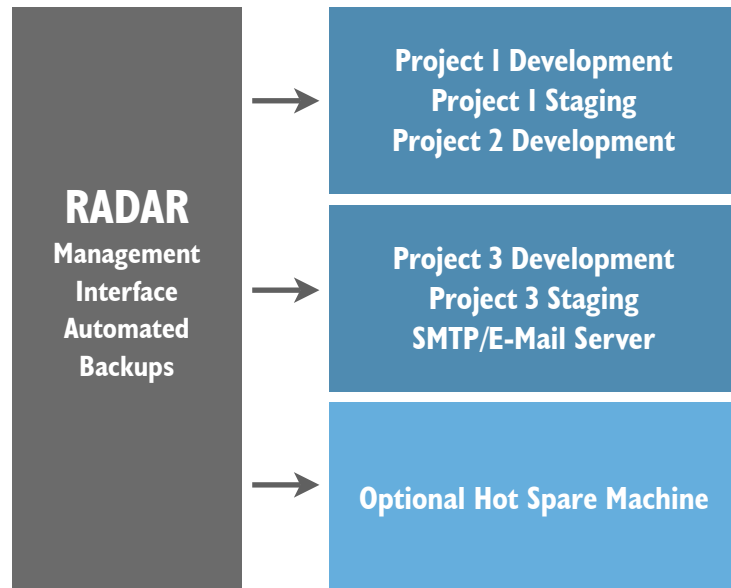 RADAR
Management
Interface
Automated
Backups
Project 1 Development
Project 1 Staging
Project 2 Development
Project 3 Development
Project 3 Staging
SMTP/E-Mail Server
Optional Hot Spare Machine